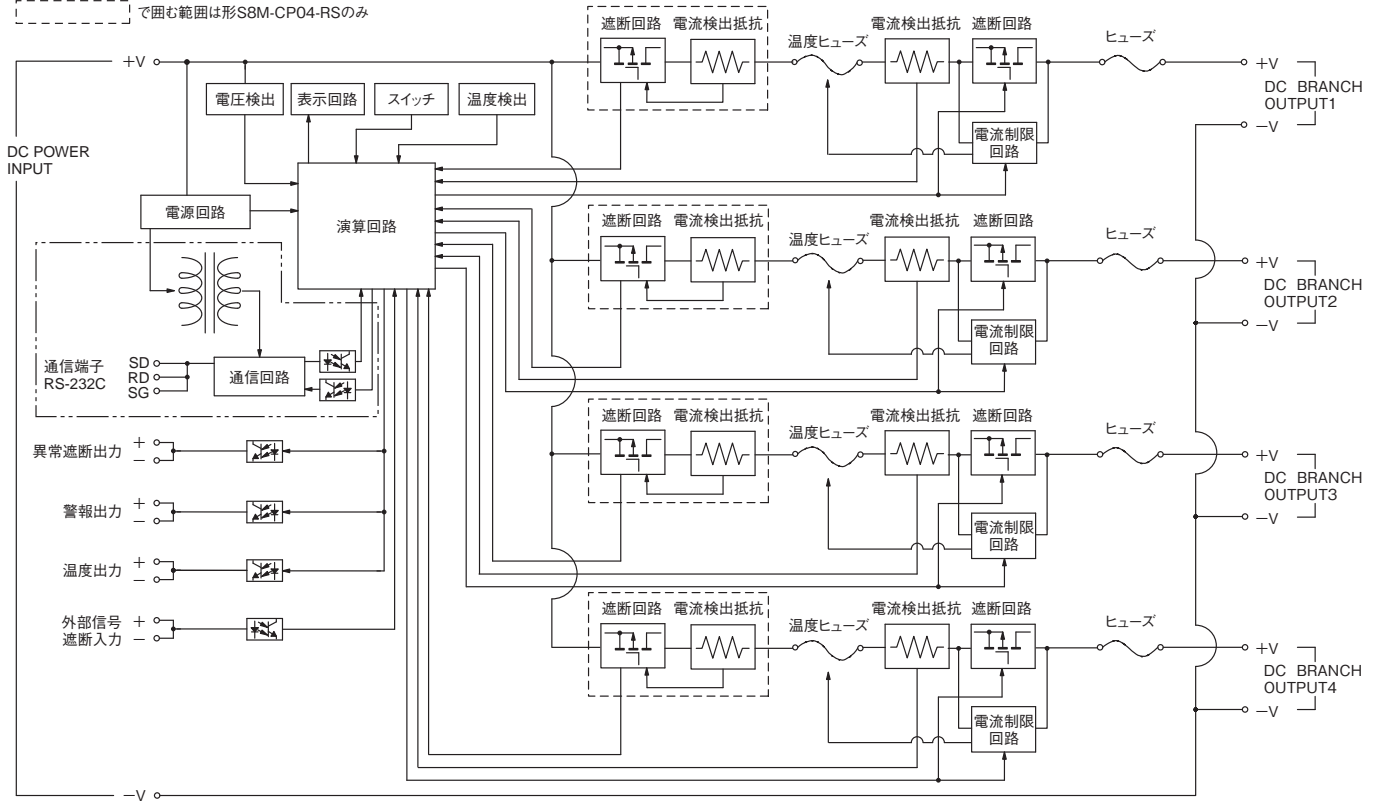 で囲む範囲は形S8M-CP04-RSのみ
+V
DC POWER
INPUT
−V
電圧検出
表示回路
スイッチ
温度検出
電源回路
演算回路
通信端子
RS-232C
SD
RD
SG
通信回路
異常遮断出力
+
−
警報出力
+
−
温度出力
+
−
外部信号
遮断入力
+
−
遮断回路 電流検出抵抗
温度ヒューズ
電流検出抵抗 遮断回路
電流制限
回路
ヒューズ
+V
DC BRANCH
OUTPUT1
−V
遮断回路 電流検出抵抗
温度ヒューズ
電流検出抵抗 遮断回路
電流制限
回路
ヒューズ
+V
DC BRANCH
OUTPUT2
−V
遮断回路 電流検出抵抗
温度ヒューズ
電流検出抵抗 遮断回路
電流制限
回路
ヒューズ
+V
DC BRANCH
OUTPUT3
−V
遮断回路 電流検出抵抗
温度ヒューズ
電流検出抵抗 遮断回路
電流制限
回路
ヒューズ
+V
DC BRANCH
OUTPUT4
−V